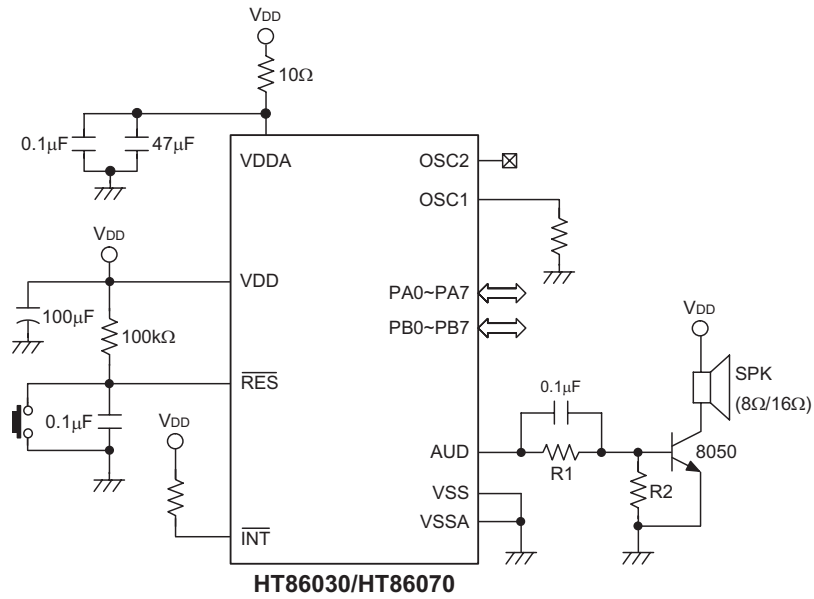 VDD
10Ω
0.1μF
47μF
VDDA
OSC2
OSC1
VDD
VDD
100μF
100kΩ
PA0~PA7
PB0~PB7
VDD
RES
0.1μF
VDD
0.1μF
SPK
(8Ω/16Ω)
AUD
R1
8050
R2
VSS
VSSA
INT
HT86030/HT86070